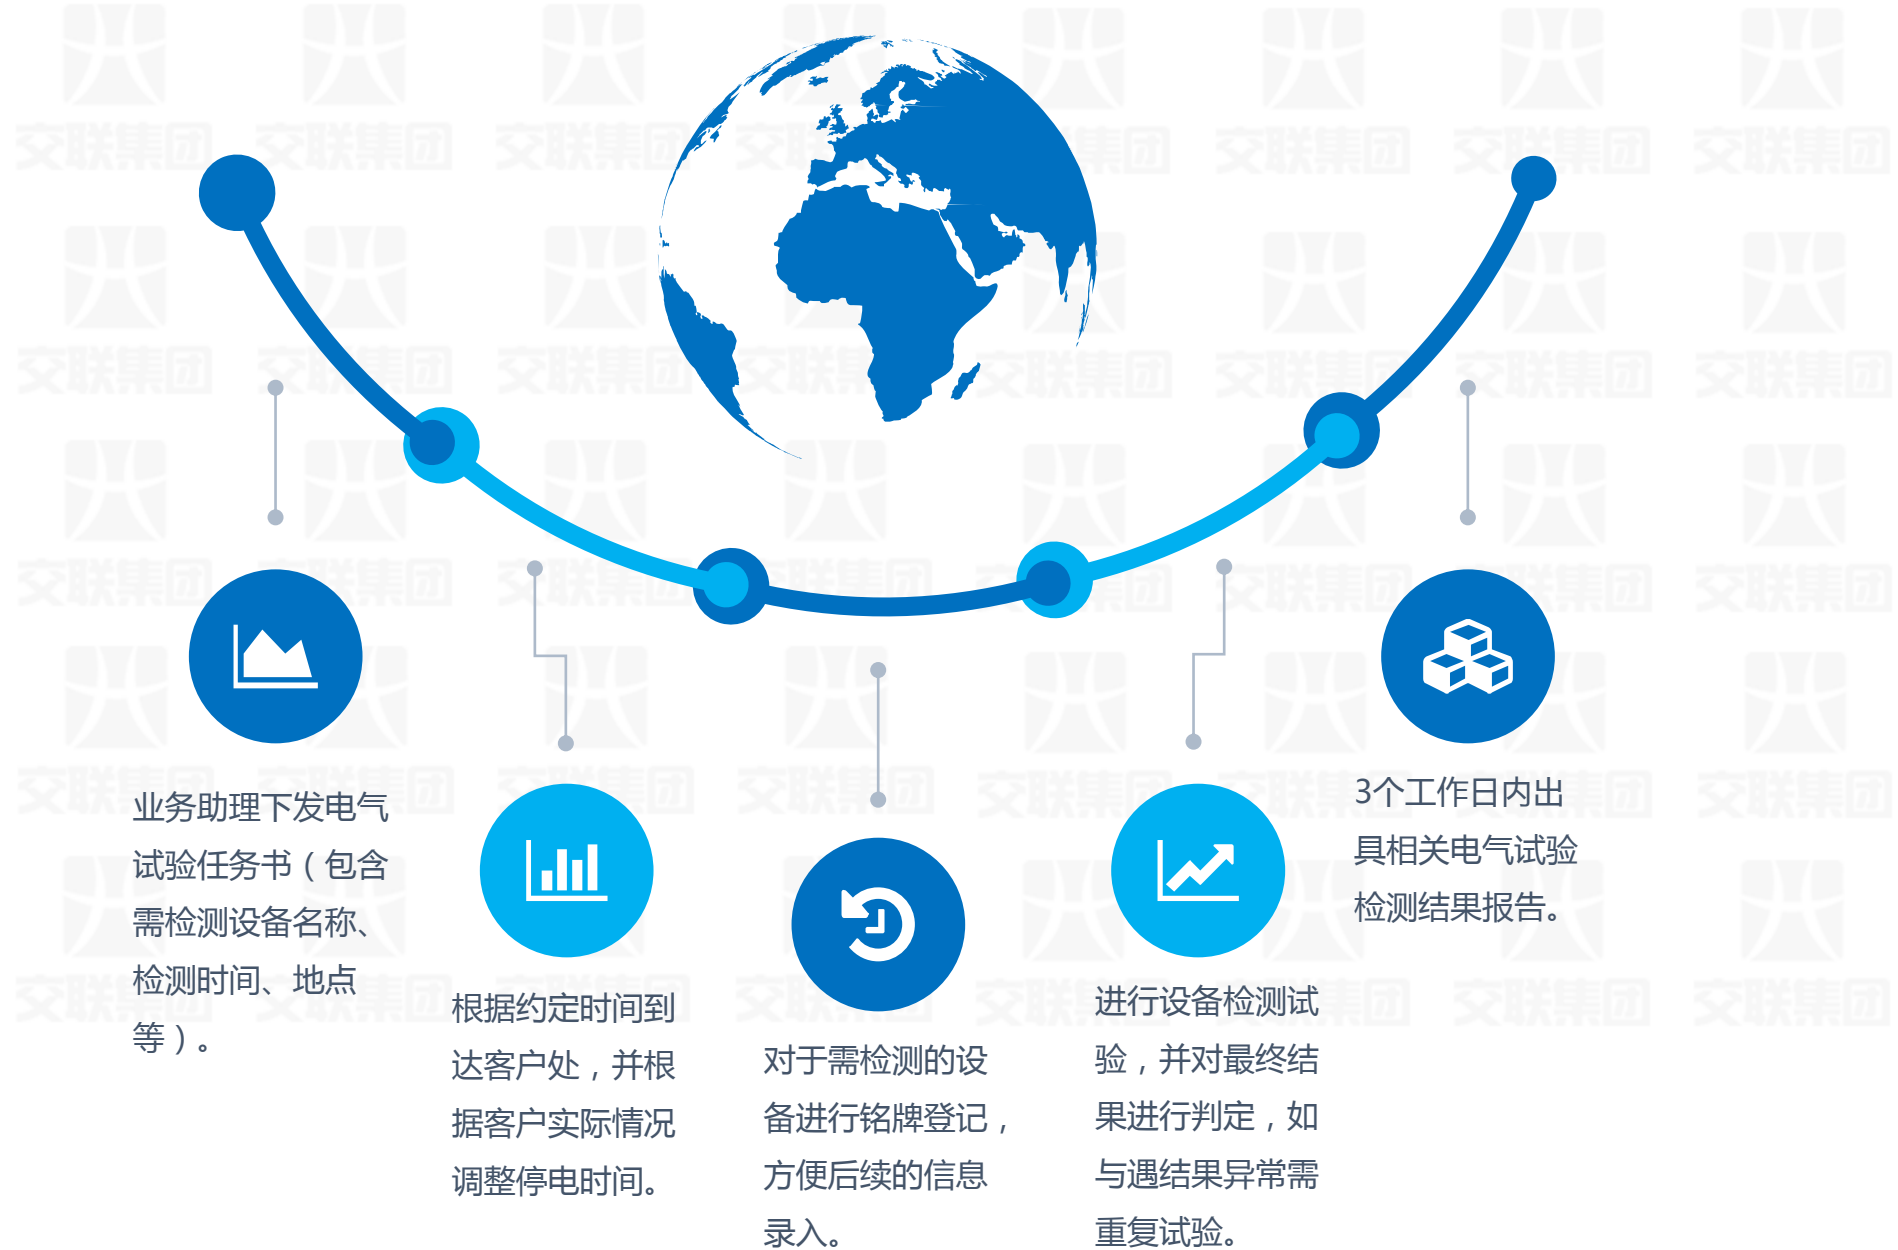 业务助理下发电气
试验任务书（包含
需检测设备名称、
检测时间、地点
等）。
根据约定时间到
达客户处，并根
据客户实际情况
调整停电时间。
对于需检测的设
备进行铭牌登记，
方便后续的信息
录入。
进行设备检测试
验，并对最终结
果进行判定，如
与遇结果异常需
重复试验。
3个工作日内出
具相关电气试验
检测结果报告。
交联集团